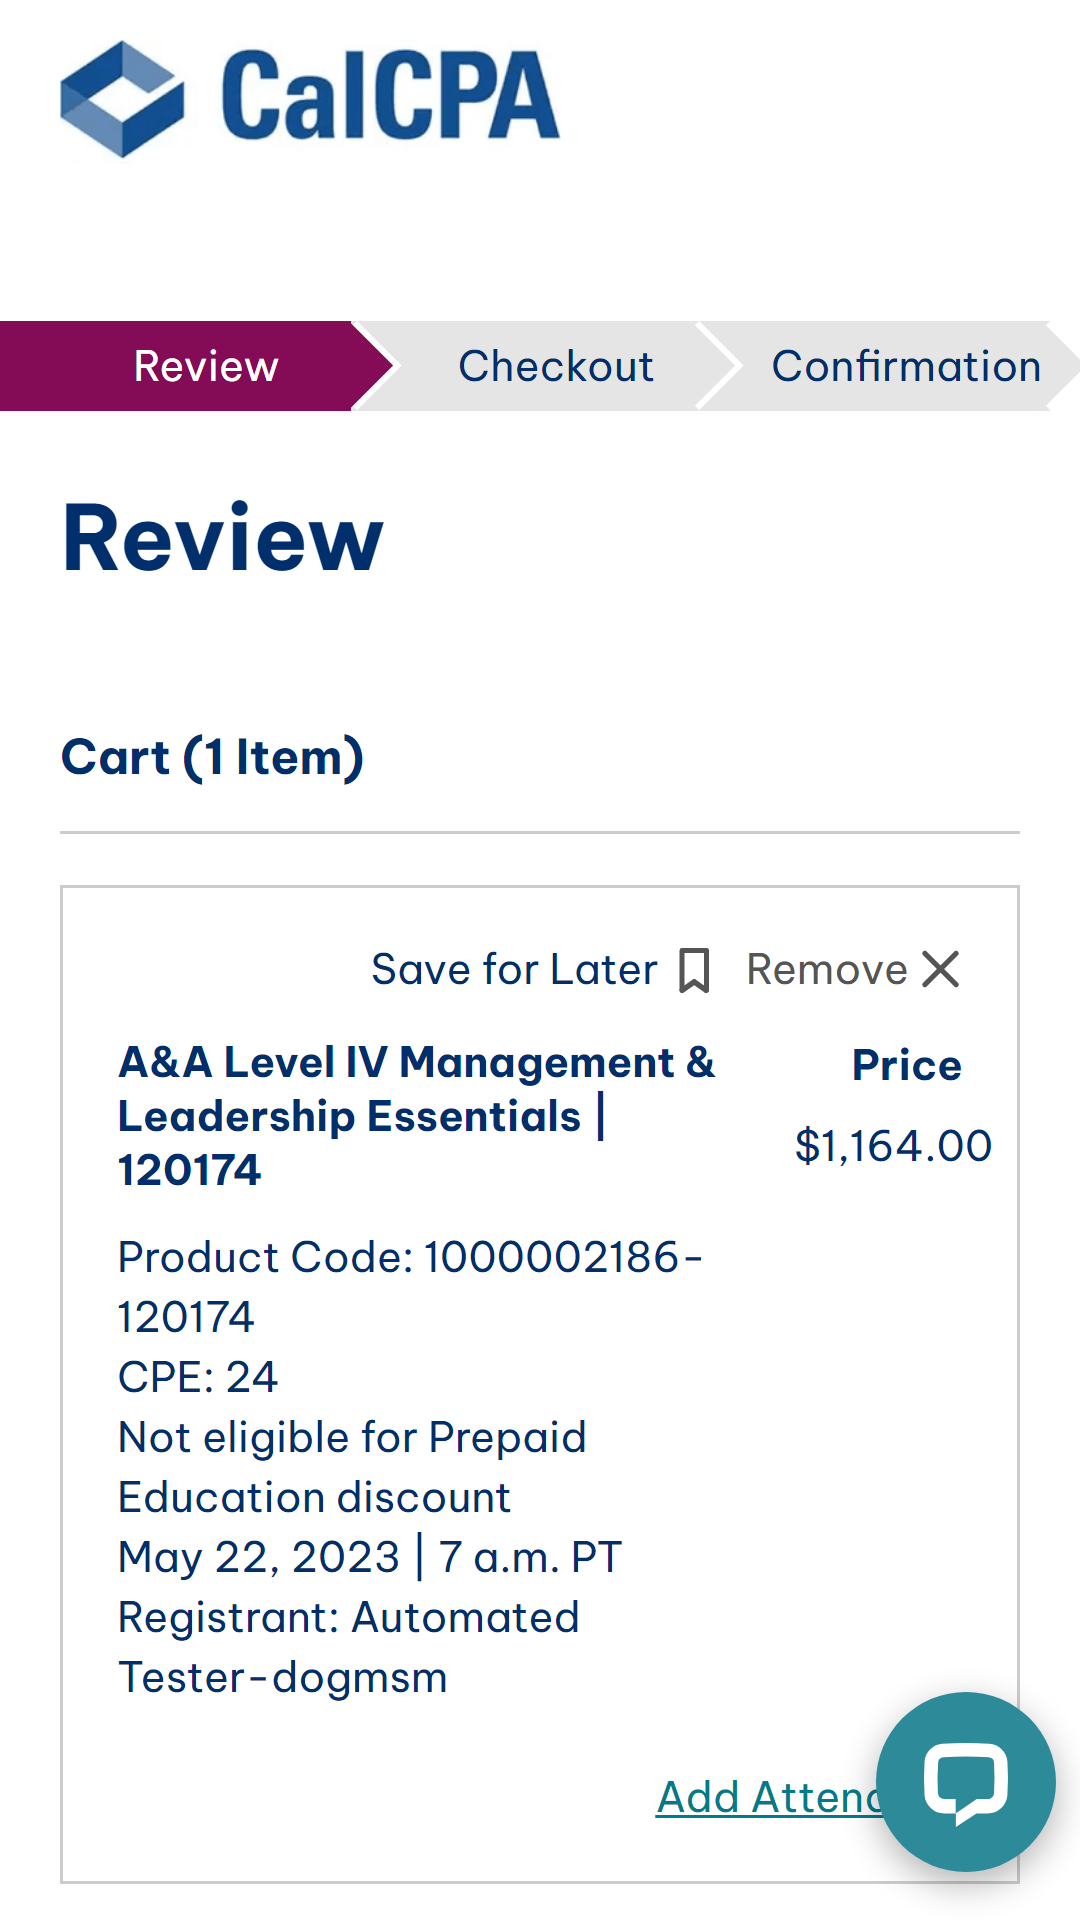 CalCPA
Review
Checkout
Confirmation
Review
Cart (1 Item)
Save for Later
Remove
A&A Level IV Management &
Leadership Essentials |
120174
Price
$1,164.00
Product Code: 1000002186-
120174
CPE: 24
Not eligible for Prepaid
Education discount
May 22, 2023 | 7 a.m. PT
Registrant: Automated
Tester-dogmsm
Add